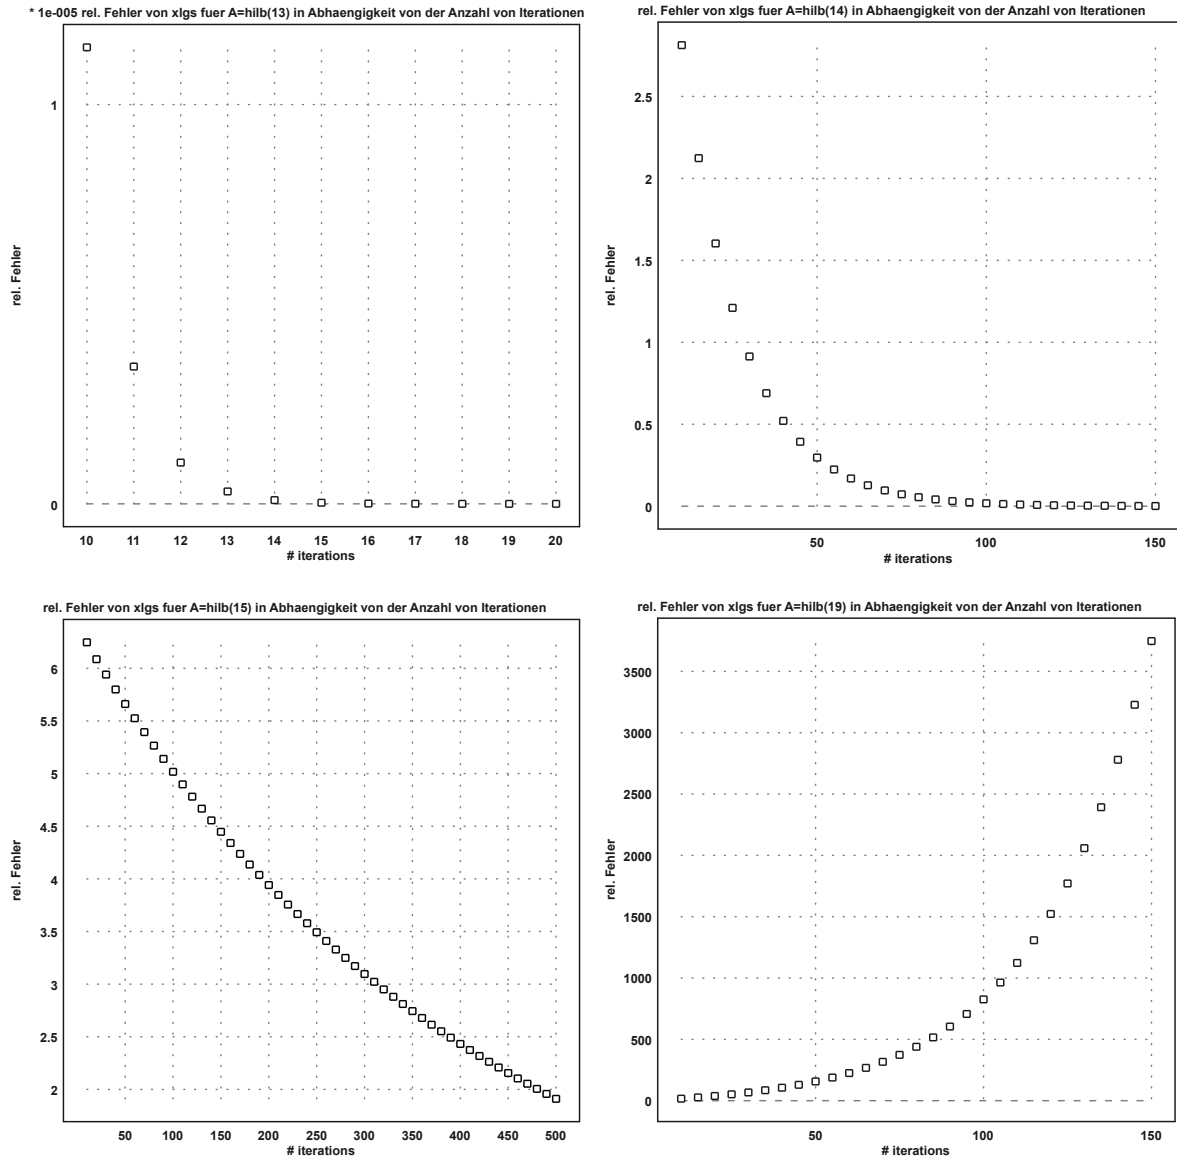 * 1e-005 rel. Fehler von xlgs fuer A=hilb(13) in Abhaengigkeit von der Anzahl von Iterationen
1
0
rel. Fehler
10 11 12 13 14 15 16 17 18 19 20
# iterations
rel. Fehler von xlgs fuer A=hilb(14) in Abhaengigkeit von der Anzahl von Iterationen
2.5
2
1.5
1
0.5
0
rel. Fehler
50 100 150
# iterations
rel. Fehler von xlgs fuer A=hilb(15) in Abhaengigkeit von der Anzahl von Iterationen
6
5.5
5
4.5
4
3.5
3
2.5
2
rel. Fehler
50 100 150 200 250 300 350 400 450 500
# iterations
rel. Fehler von xlgs fuer A=hilb(19) in Abhaengigkeit von der Anzahl von Iterationen
3500
3000
2500
2000
1500
1000
500
0
rel. Fehler
50 100 150
# iterations